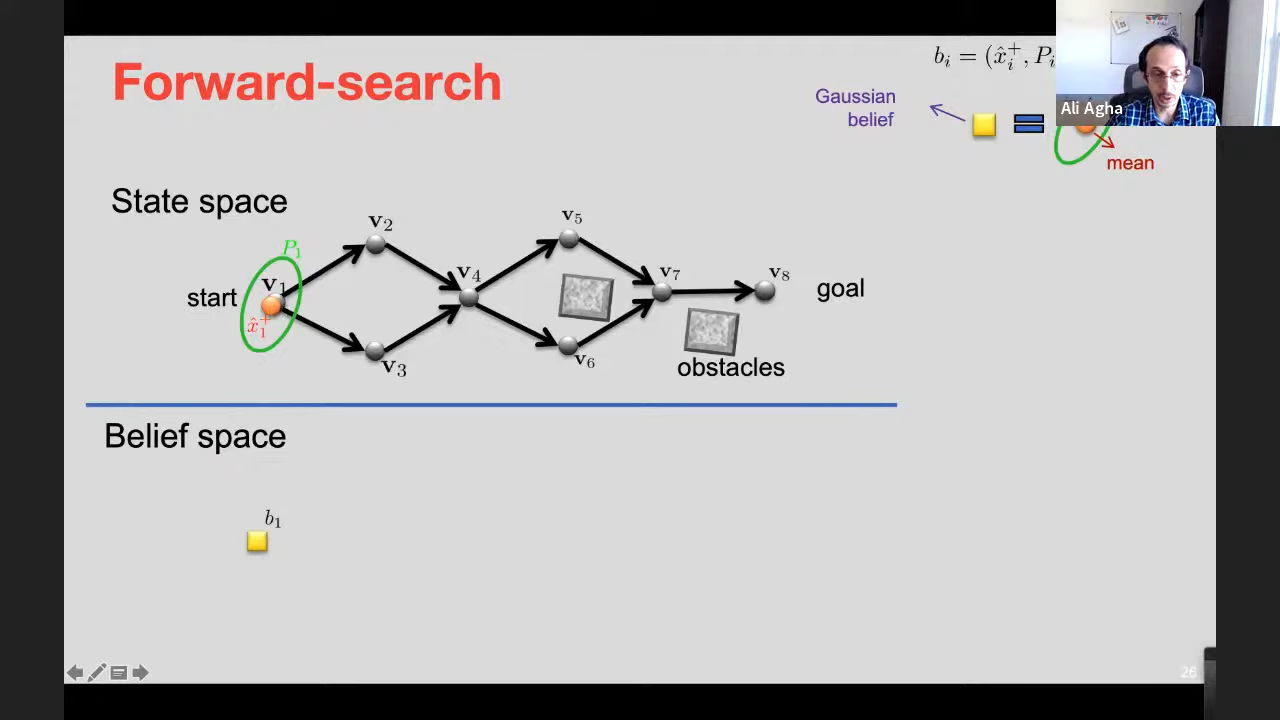 Forward-search
b_i = (x̂_i^+, P_i
Gaussian
belief
Ali Agha
mean
State space
P_1
v_1
x̂_1^+
start
v_2
v_3
v_4
v_5
v_6
v_7
v_8
goal
obstacles
Belief space
b_1
26